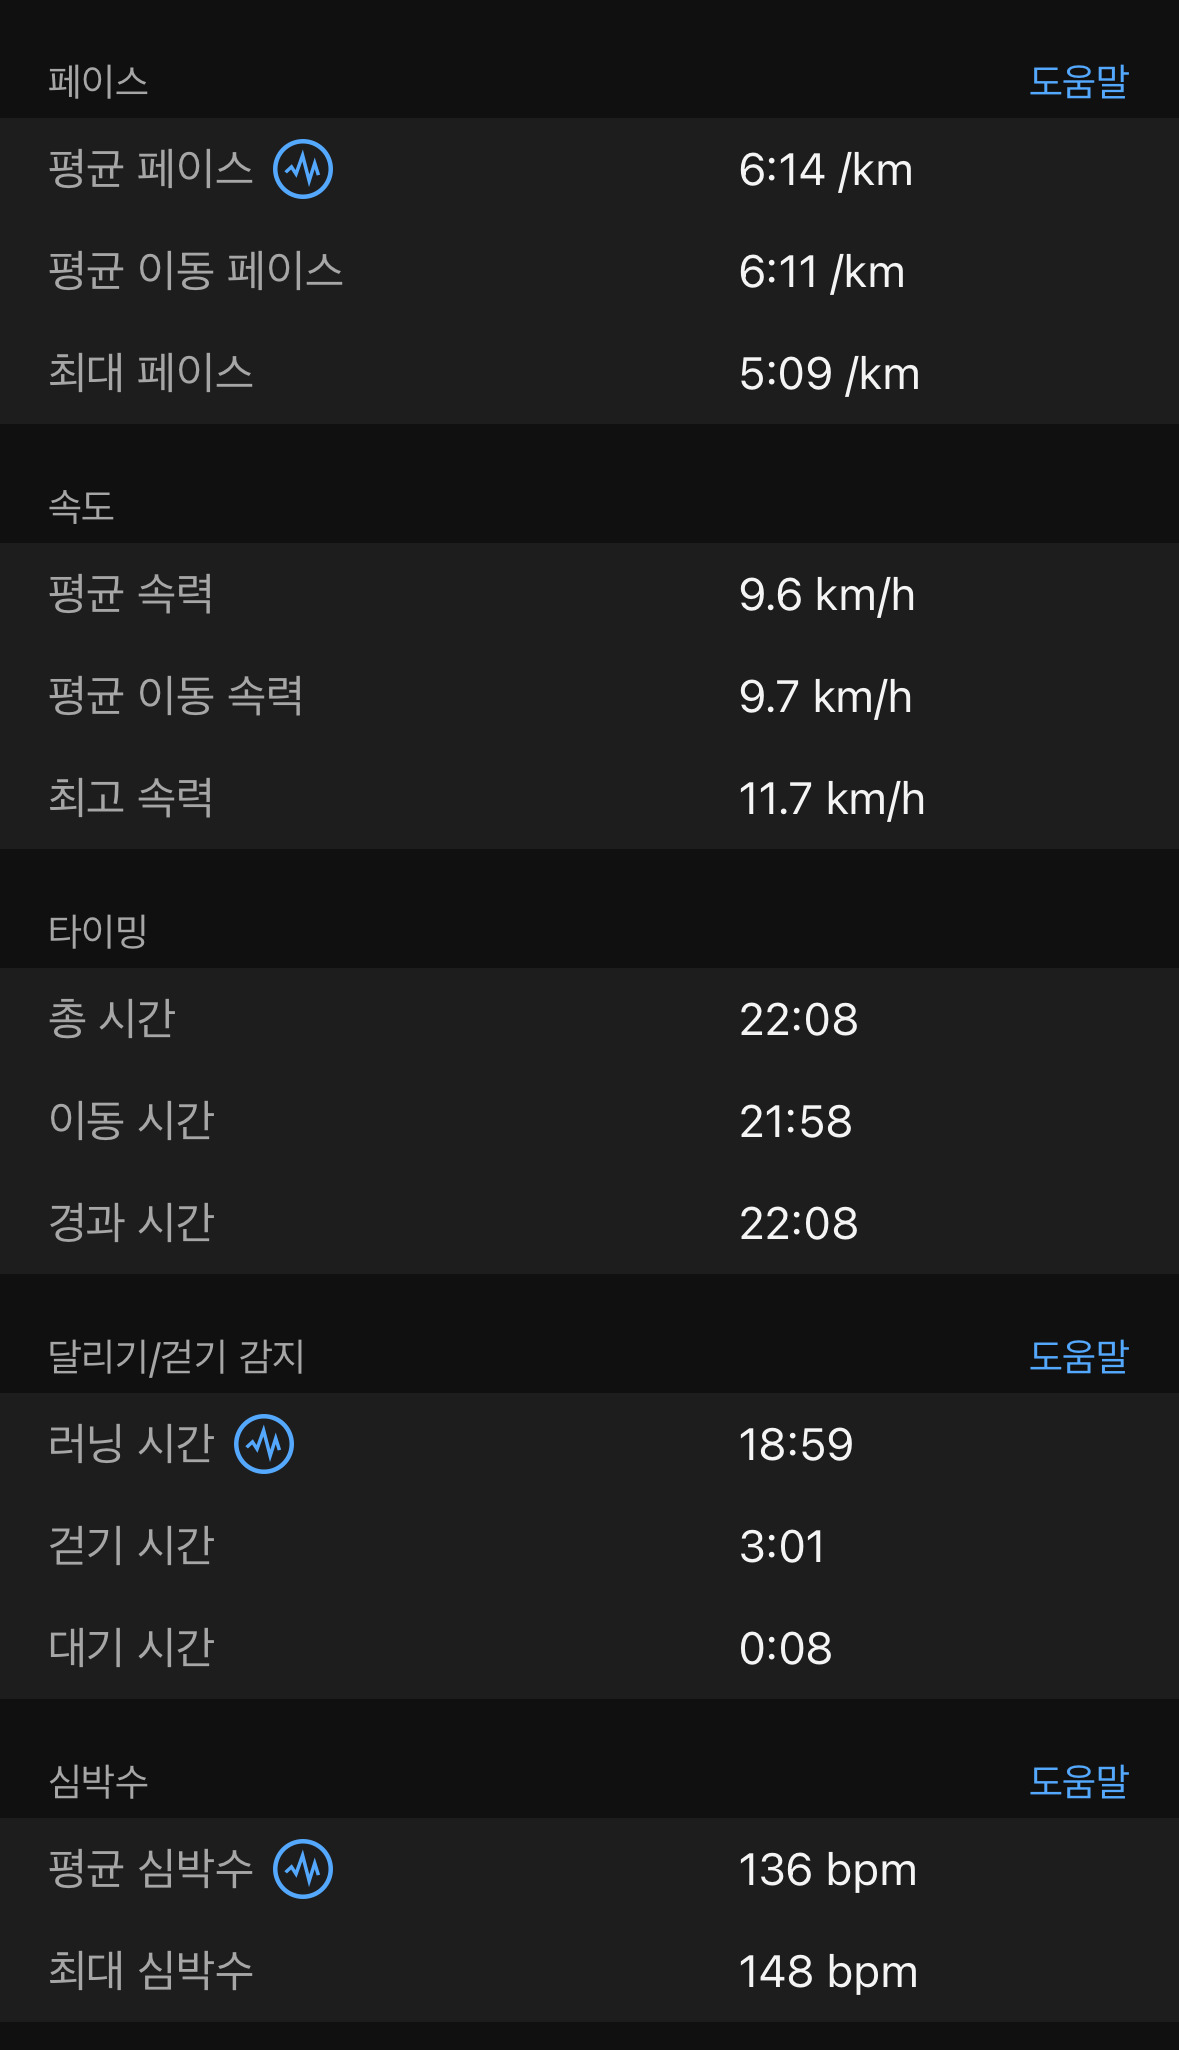 페이스 도움말
평균 페이스 6:14 /km
평균 이동 페이스 6:11 /km
최대 페이스 5:09 /km
속도
평균 속력 9.6 km/h
평균 이동 속력 9.7 km/h
최고 속력 11.7 km/h
타이밍
총 시간 22:08
이동 시간 21:58
경과 시간 22:08
달리기/걷기 감지 도움말
러닝 시간 18:59
걷기 시간 3:01
대기 시간 0:08
심박수 도움말
평균 심박수 136 bpm
최대 심박수 148 bpm